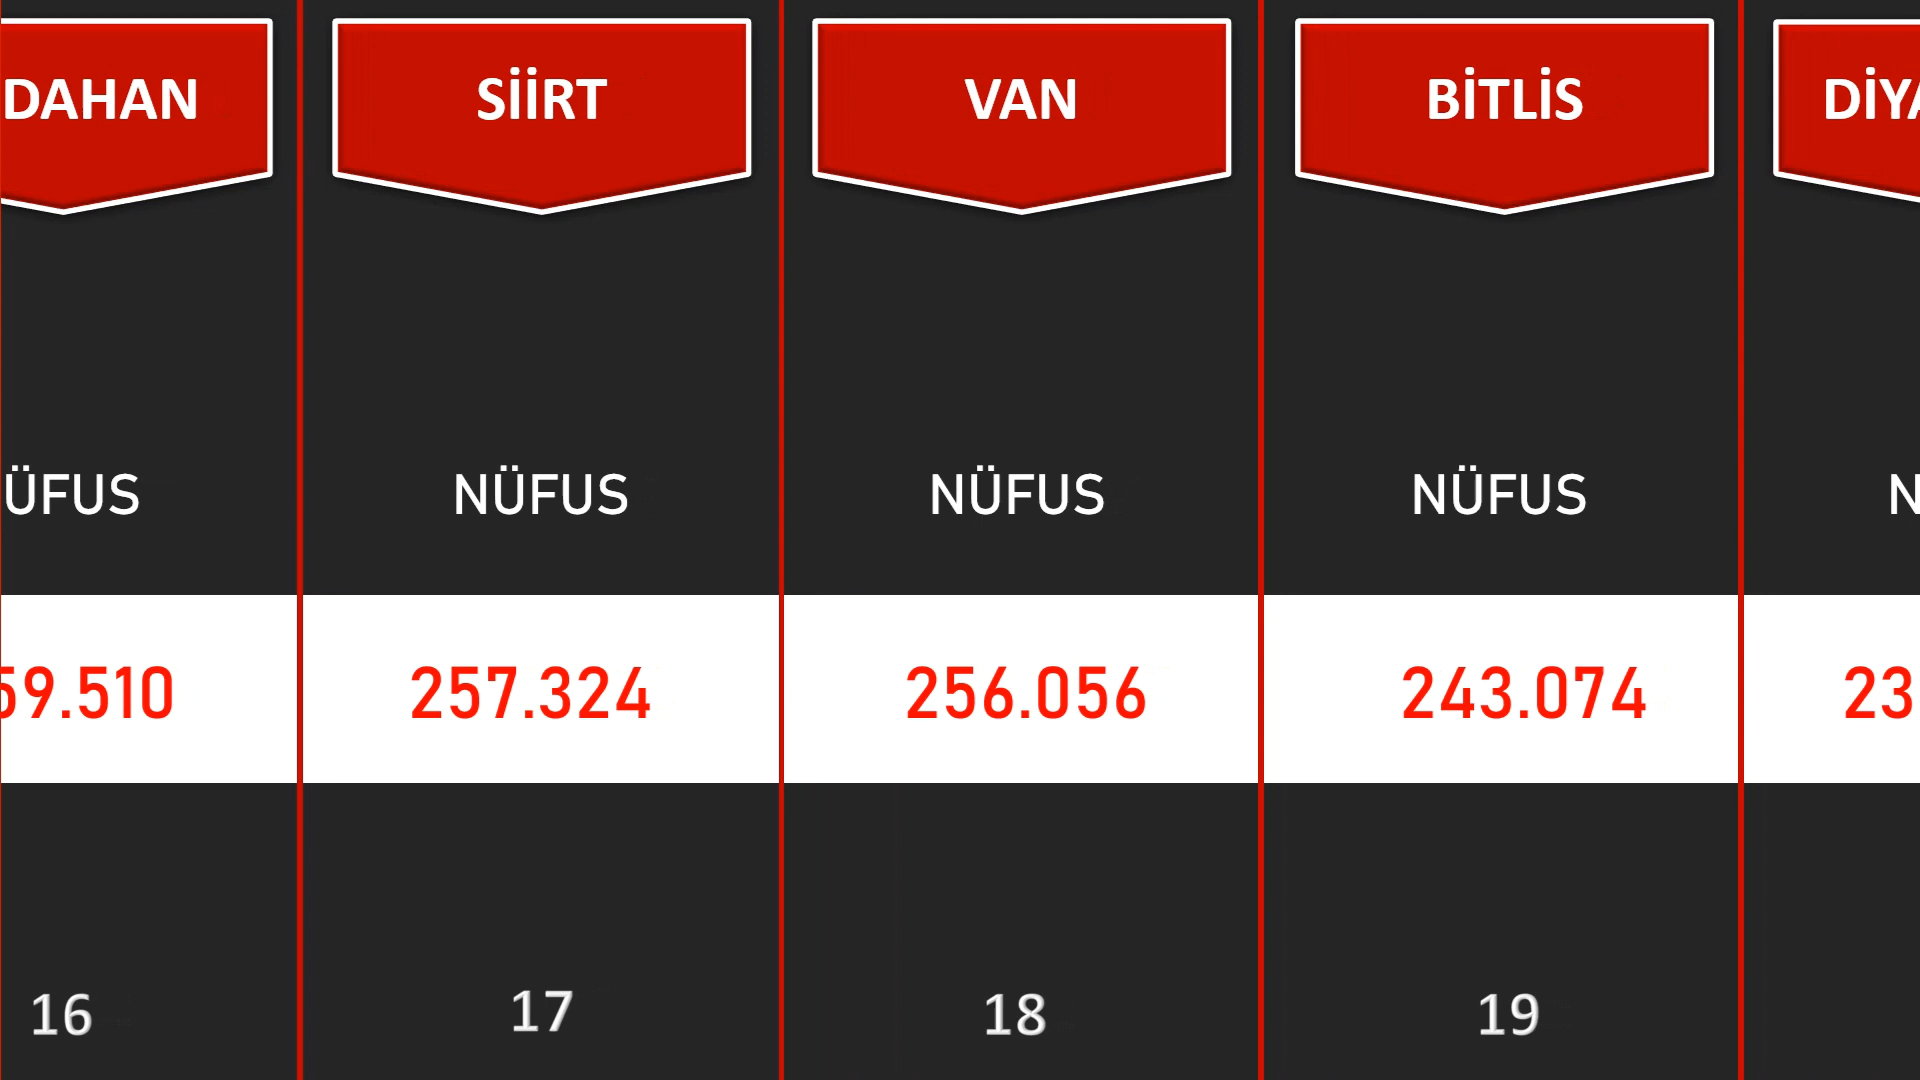 DAHAN
SİİRT
VAN
BİTLİS
DİYA
ÜFUS
NÜFUS
NÜFUS
NÜFUS
N
59.510
257.324
256.056
243.074
23
16
17
18
19